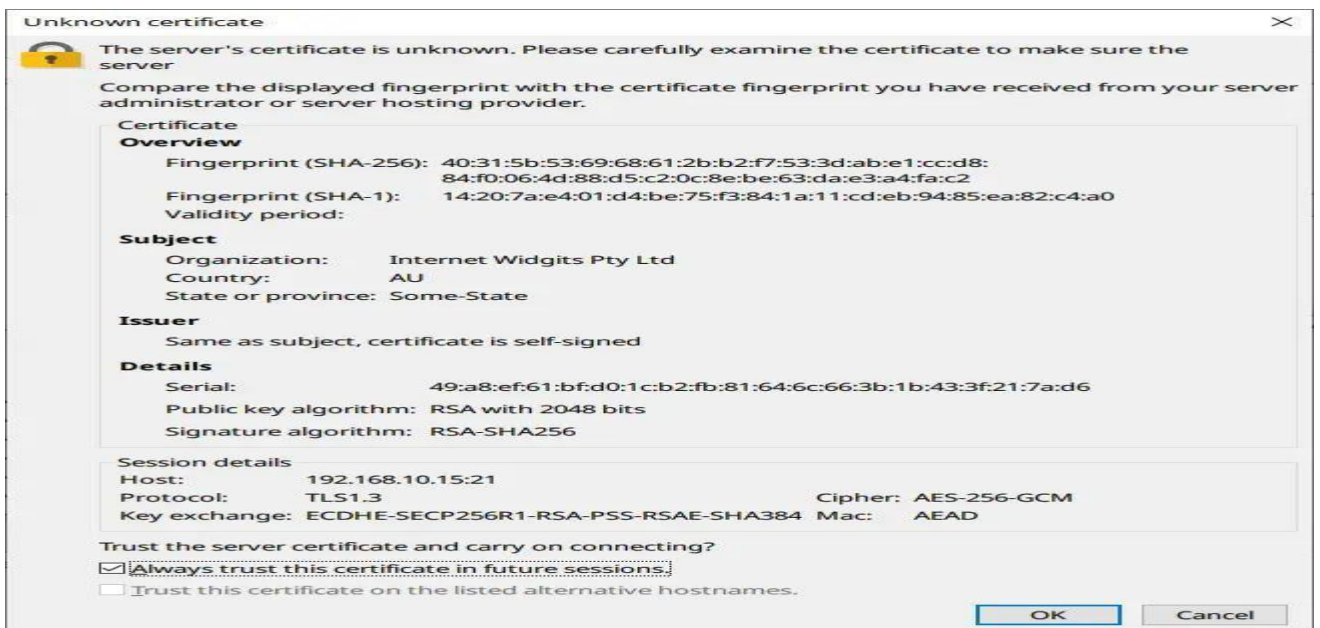 Unknown certificate
The server's certificate is unknown. Please carefully examine the certificate to make sure the
server
Compare the displayed fingerprint with the certificate fingerprint you have received from your server
administrator or server hosting provider.
Certificate
Overview
Fingerprint (SHA-256): 40:31:5b:53:69:68:61:2b:b2:f7:53:3d:ab:e1:cc:d8:
84:f0:06:4d:88:d5:c2:0c:8e:be:63:da:e3:a4:fa:c2
Fingerprint (SHA-1): 14:20:7a:e4:01:d4:be:75:f3:84:1a:11:cd:eb:94:85:ea:82:c4:a0
Validity period:
Subject
Organization: Internet Widgits Pty Ltd
Country: AU
State or province: Some-State
Issuer
Same as subject, certificate is self-signed
Details
Serial: 49:a8:ef:61:bf:d0:1c:b2:fb:81:64:6c:66:3b:1b:43:3f:21:7a:d6
Public key algorithm: RSA with 2048 bits
Signature algorithm: RSA-SHA256
Session details
Host: 192.168.10.15:21
Protocol: TLS1.3 Cipher: AES-256-GCM
Key exchange: ECDHE-SECP256R1-RSA-PSS-RSAE-SHA384 Mac: AEAD
Trust the server certificate and carry on connecting?
Always trust this certificate in future sessions.
Trust this certificate on the listed alternative hostnames.
OK Cancel